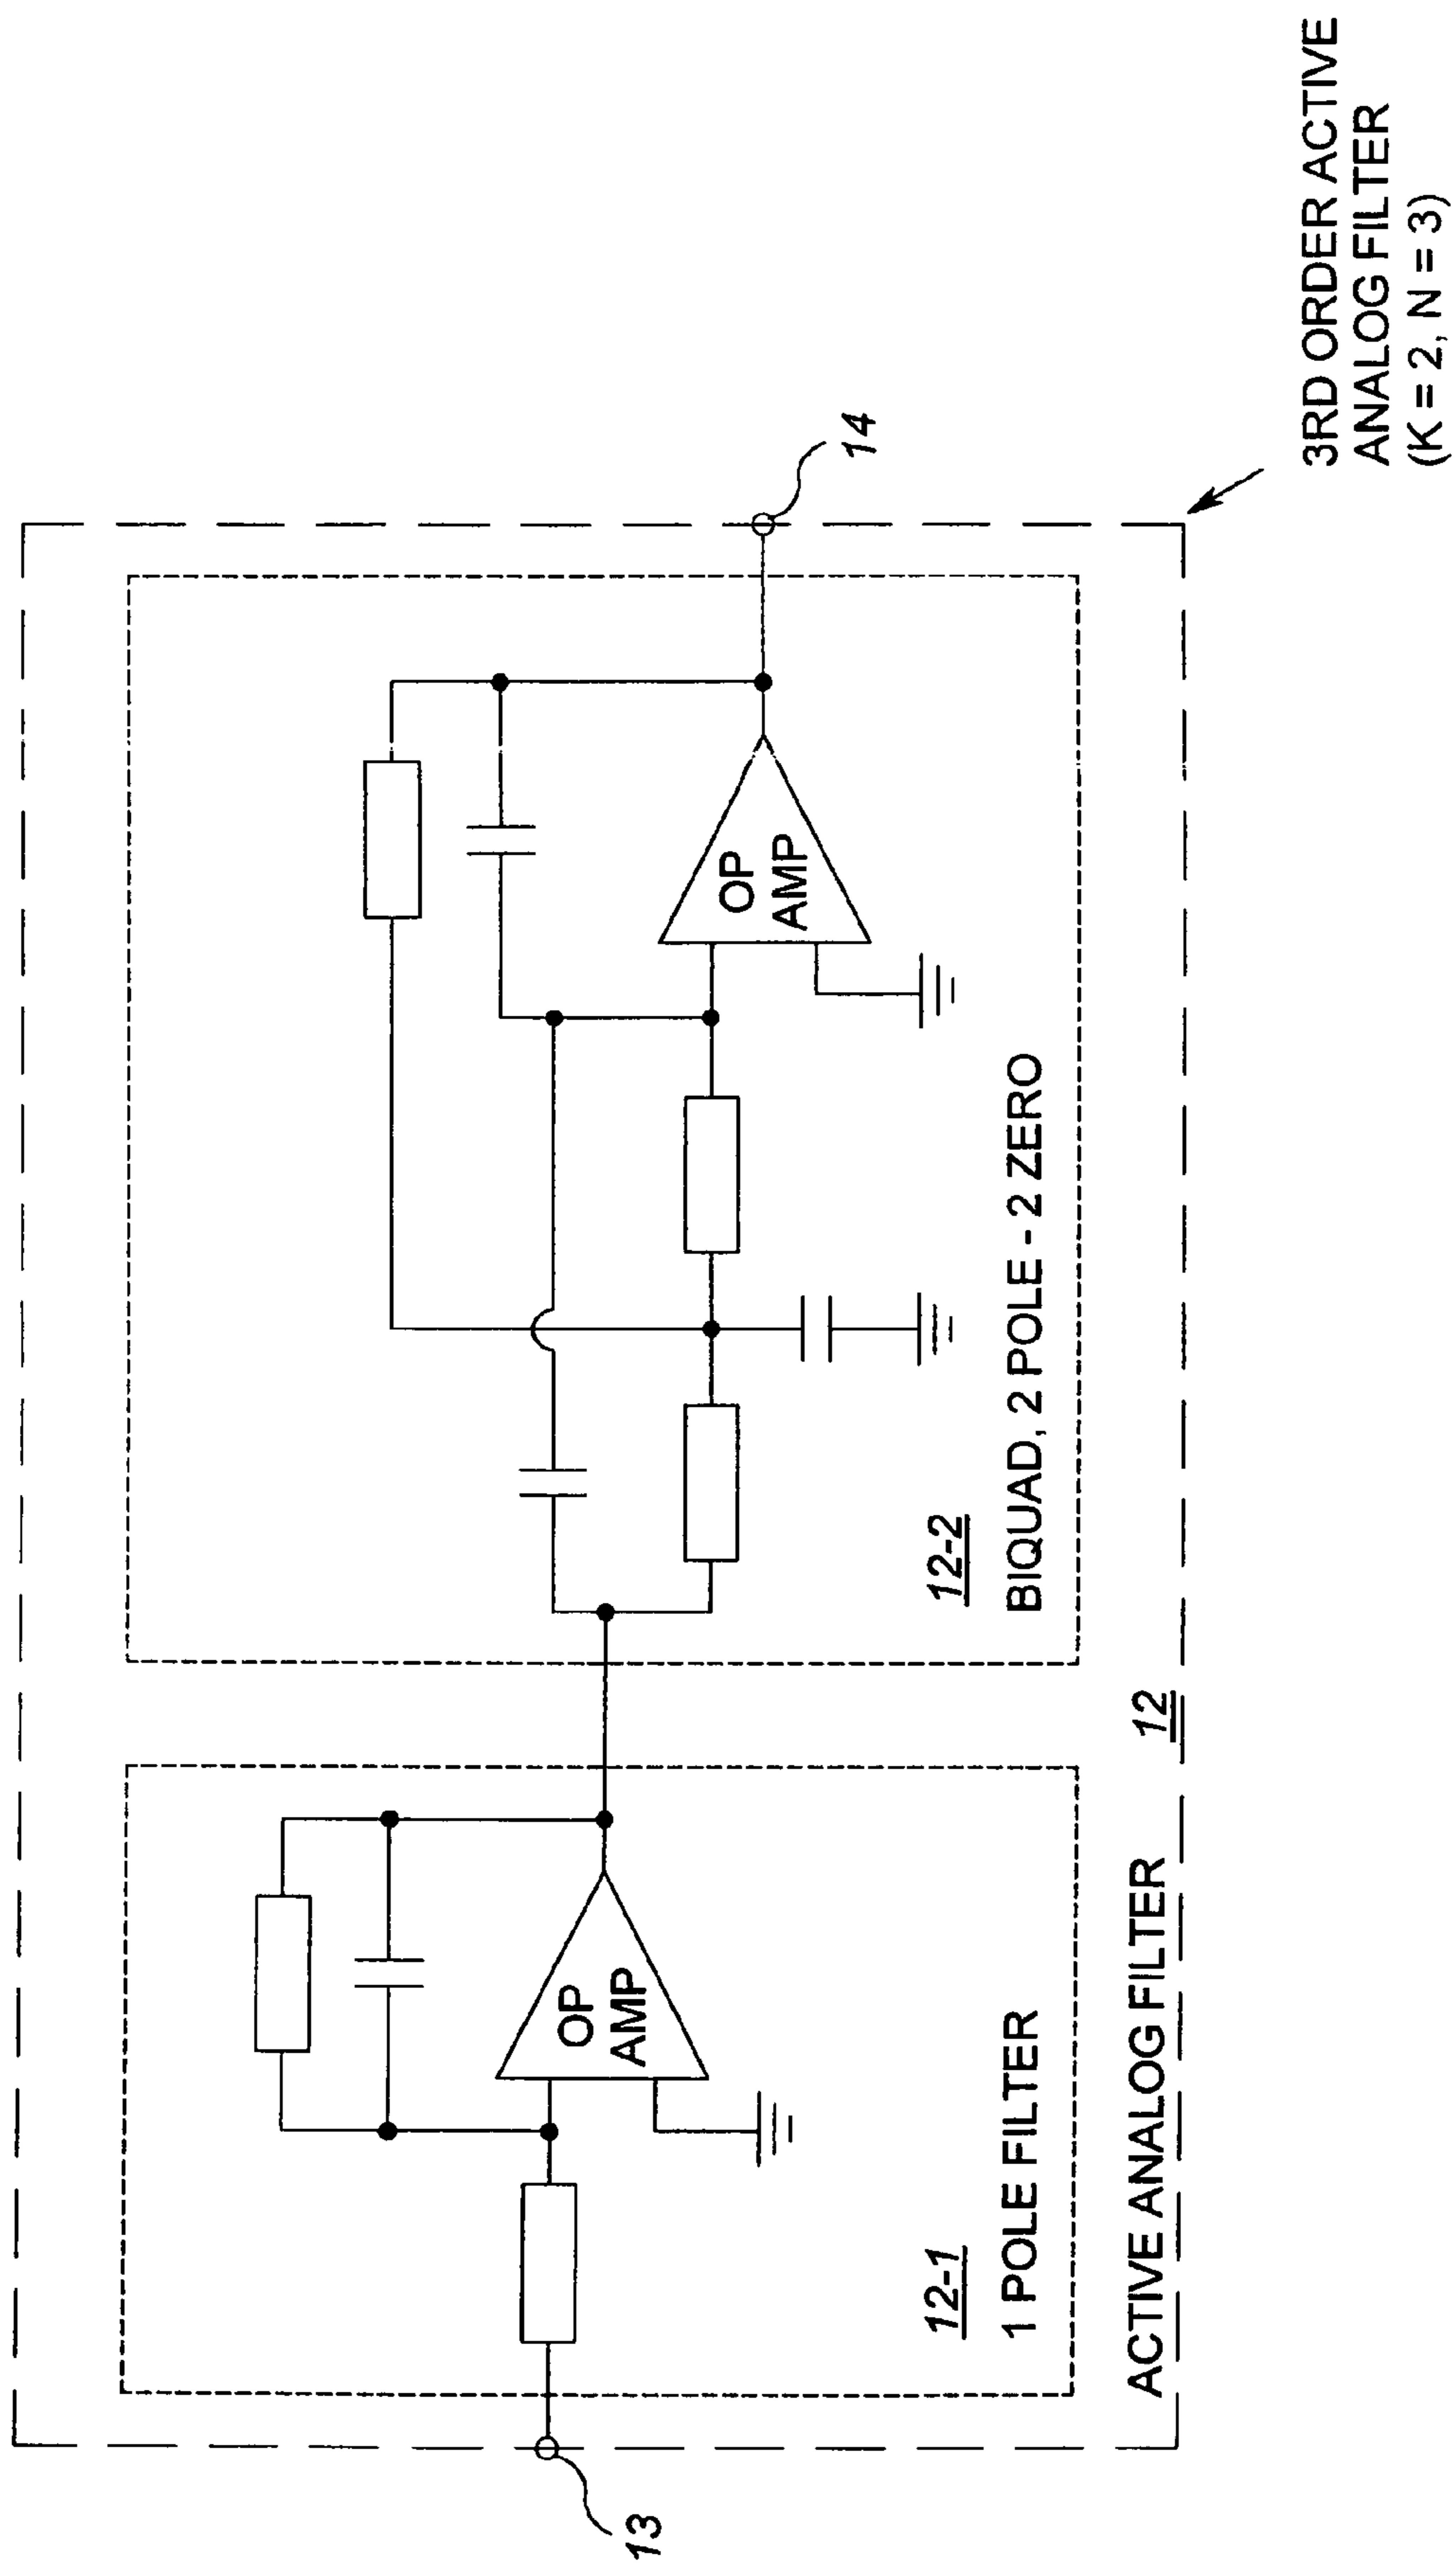 13
OP
AMP
12-1
1 POLE FILTER
OP
AMP
12-2
BIQUAD, 2 POLE - 2 ZERO
14
ACTIVE ANALOG FILTER 12
3RD ORDER ACTIVE
ANALOG FILTER
(K = 2, N = 3)